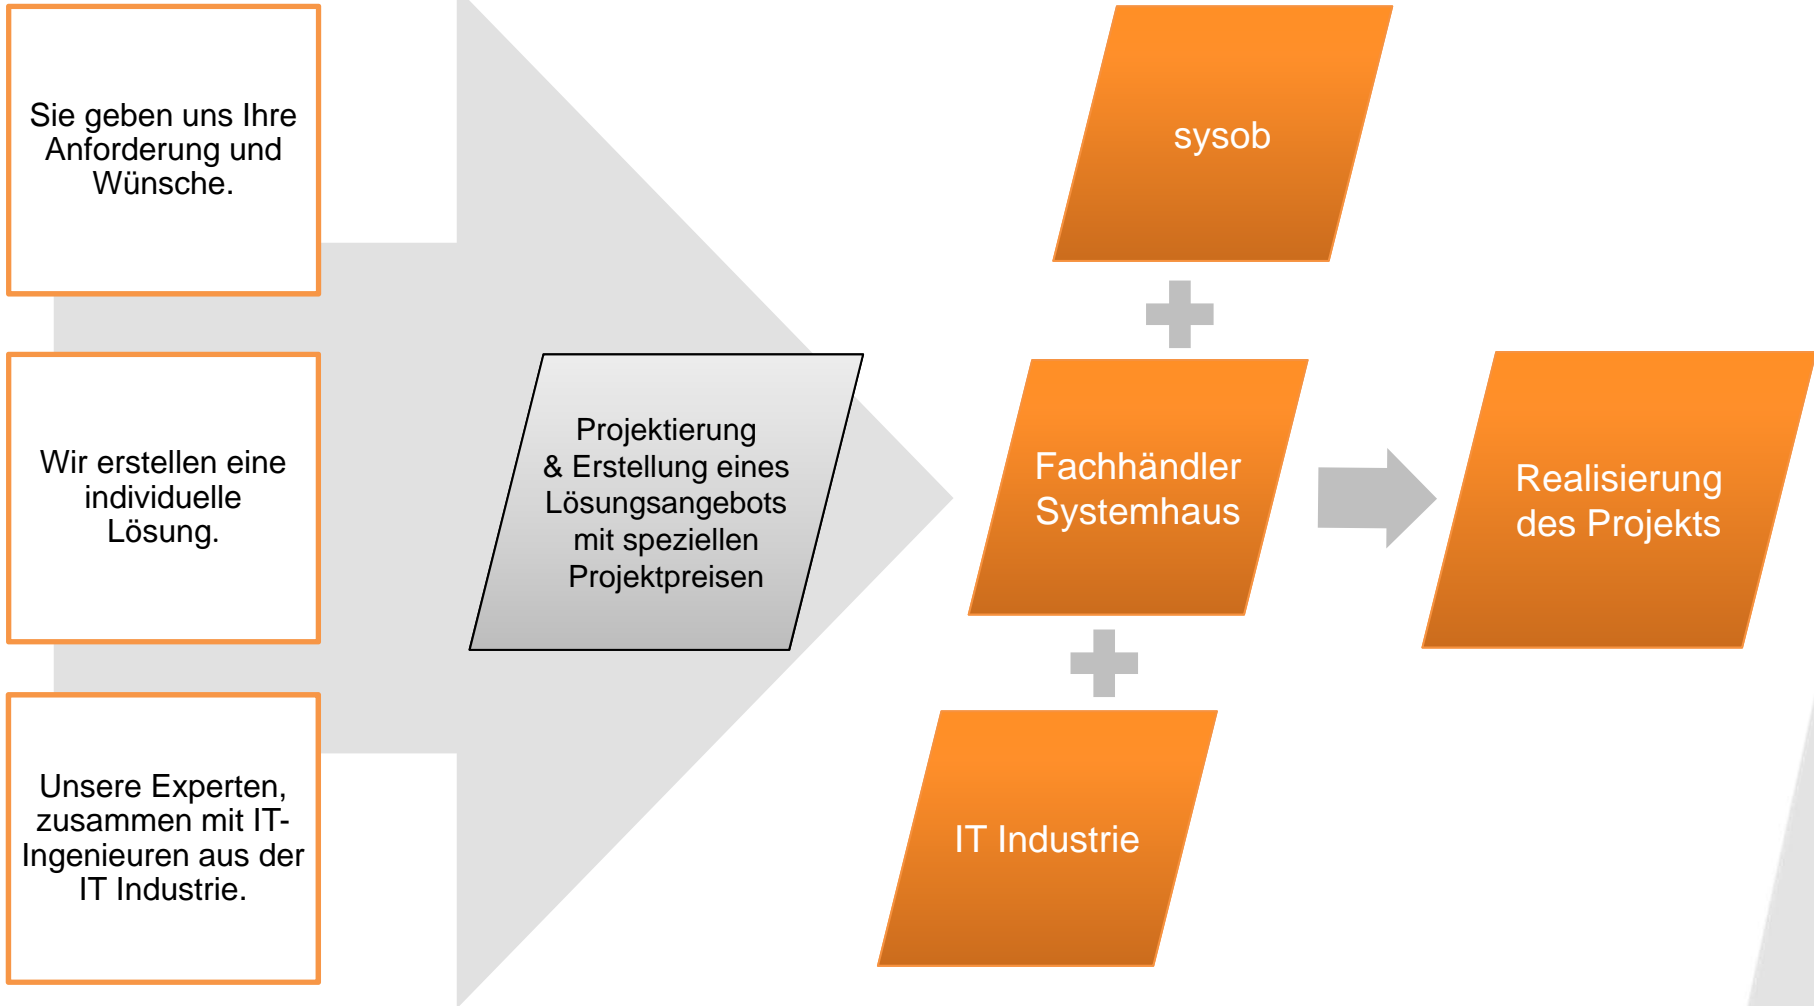 Sie geben uns Ihre
Anforderung und
Wünsche.
Wir erstellen eine
individuelle
Lösung.
Unsere Experten,
zusammen mit IT-
Ingenieuren aus der
IT Industrie.
Projektierung
& Erstellung eines
Lösungsangebots
mit speziellen
Projektpreisen
sysob
Fachhändler
Systemhaus
IT Industrie
Realisierung
des Projekts